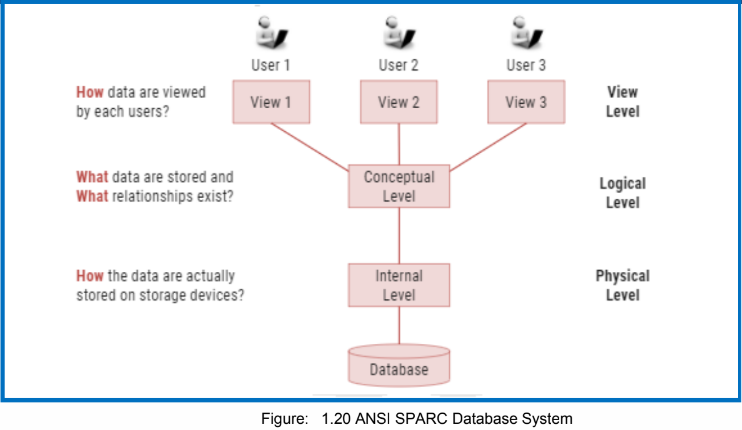 User 1
User 2
User 3
How data are viewed
by each users?
View 1
View 2
View 3
View
Level
What data are stored and
What relationships exist?
Conceptual
Level
Logical
Level
How the data are actually
stored on storage devices?
Internal
Level
Physical
Level
Database
Figure: 1.20 ANSI SPARC Database System